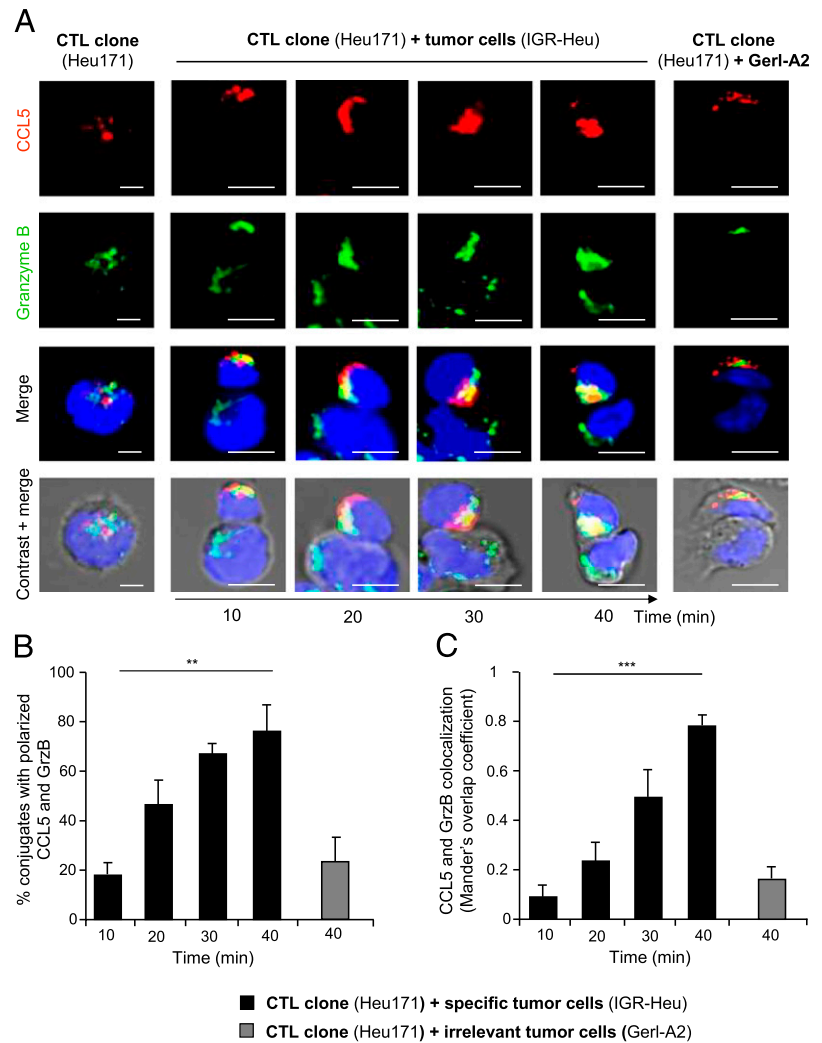 A
CTL clone
(Heu171)
CTL clone (Heu171) + tumor cells (IGR-Heu)
CTL clone
(Heu171) + Gerl-A2
CCL5
Granzyme B
Merge
Contrast + merge
10
20
30
40
Time (min)
B
% conjugates with polarized
CCL5 and GrzB
100
80
60
40
20
0
**
10
20
30
40
40
Time (min)
C
CCL5 and GrzB colocalization
(Mander's overlap coefficient)
1
0.8
0.6
0.4
0.2
0
***
10
20
30
40
40
Time (min)
CTL clone (Heu171) + specific tumor cells (IGR-Heu)
CTL clone (Heu171) + irrelevant tumor cells (Gerl-A2)